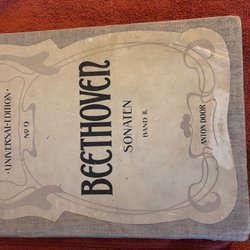 ·UNIVERSAL-EDITION·
No 9
BEETHOVEN
SONATEN
BAND II.
ANTON DOOR